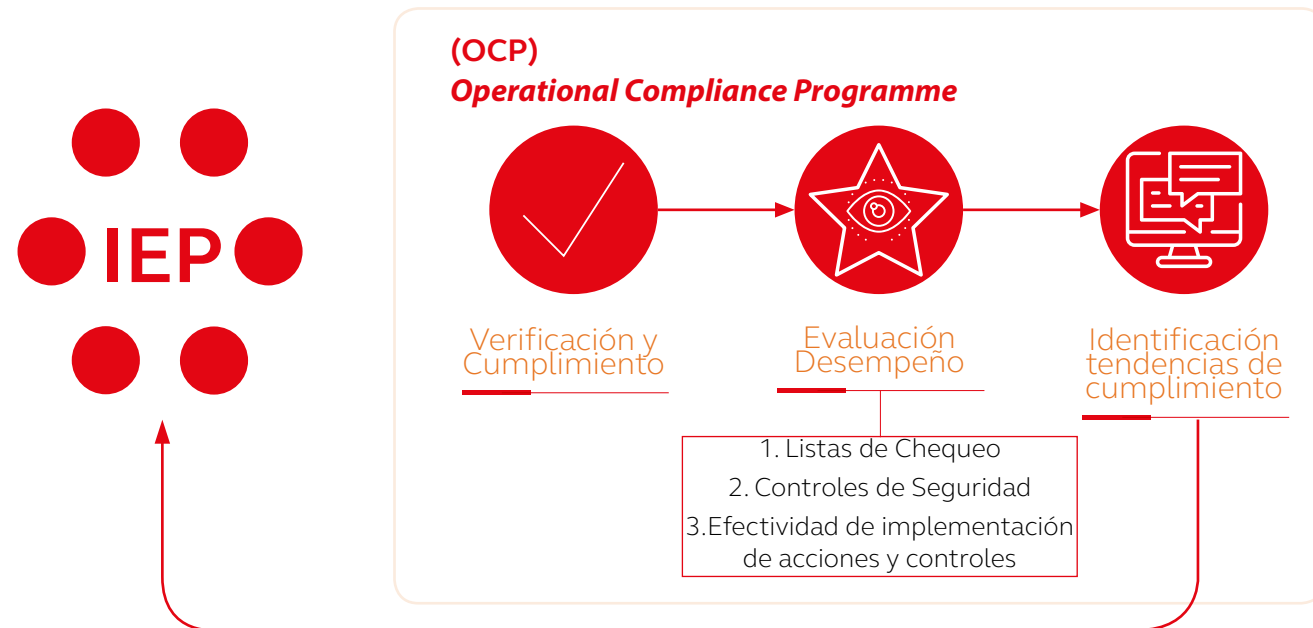 (OCP)
Operational Compliance Programme
IEP
Verificación y
Cumplimiento
Evaluación
Desempeño
Identificación
tendencias de
cumplimiento
1. Listas de Chequeo
2. Controles de Seguridad
3.Efectividad de implementación
de acciones y controles